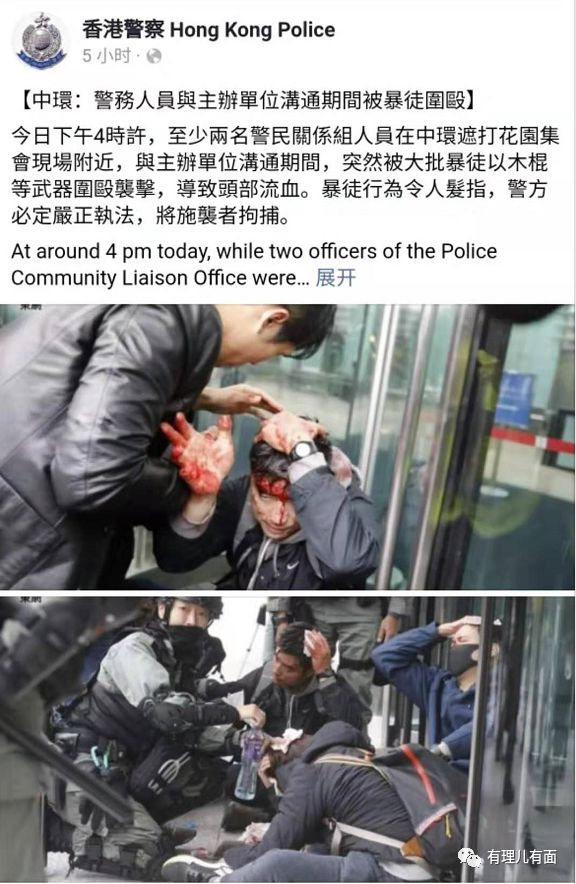 香港警察 Hong Kong Police
5 小时
【中環：警務人員與主辦單位溝通期間被暴徒圍毆】
今日下午4時許，至少兩名警民關係組人員在中環遮打花園集
會現場附近，與主辦單位溝通期間，突然被大批暴徒以木棍
等武器圍毆襲擊，導致頭部流血。暴徒行為令人髮指，警方
必定嚴正執法，將施襲者拘捕。
At around 4 pm today, while two officers of the Police
Community Liaison Office were... 展开
有理儿有面